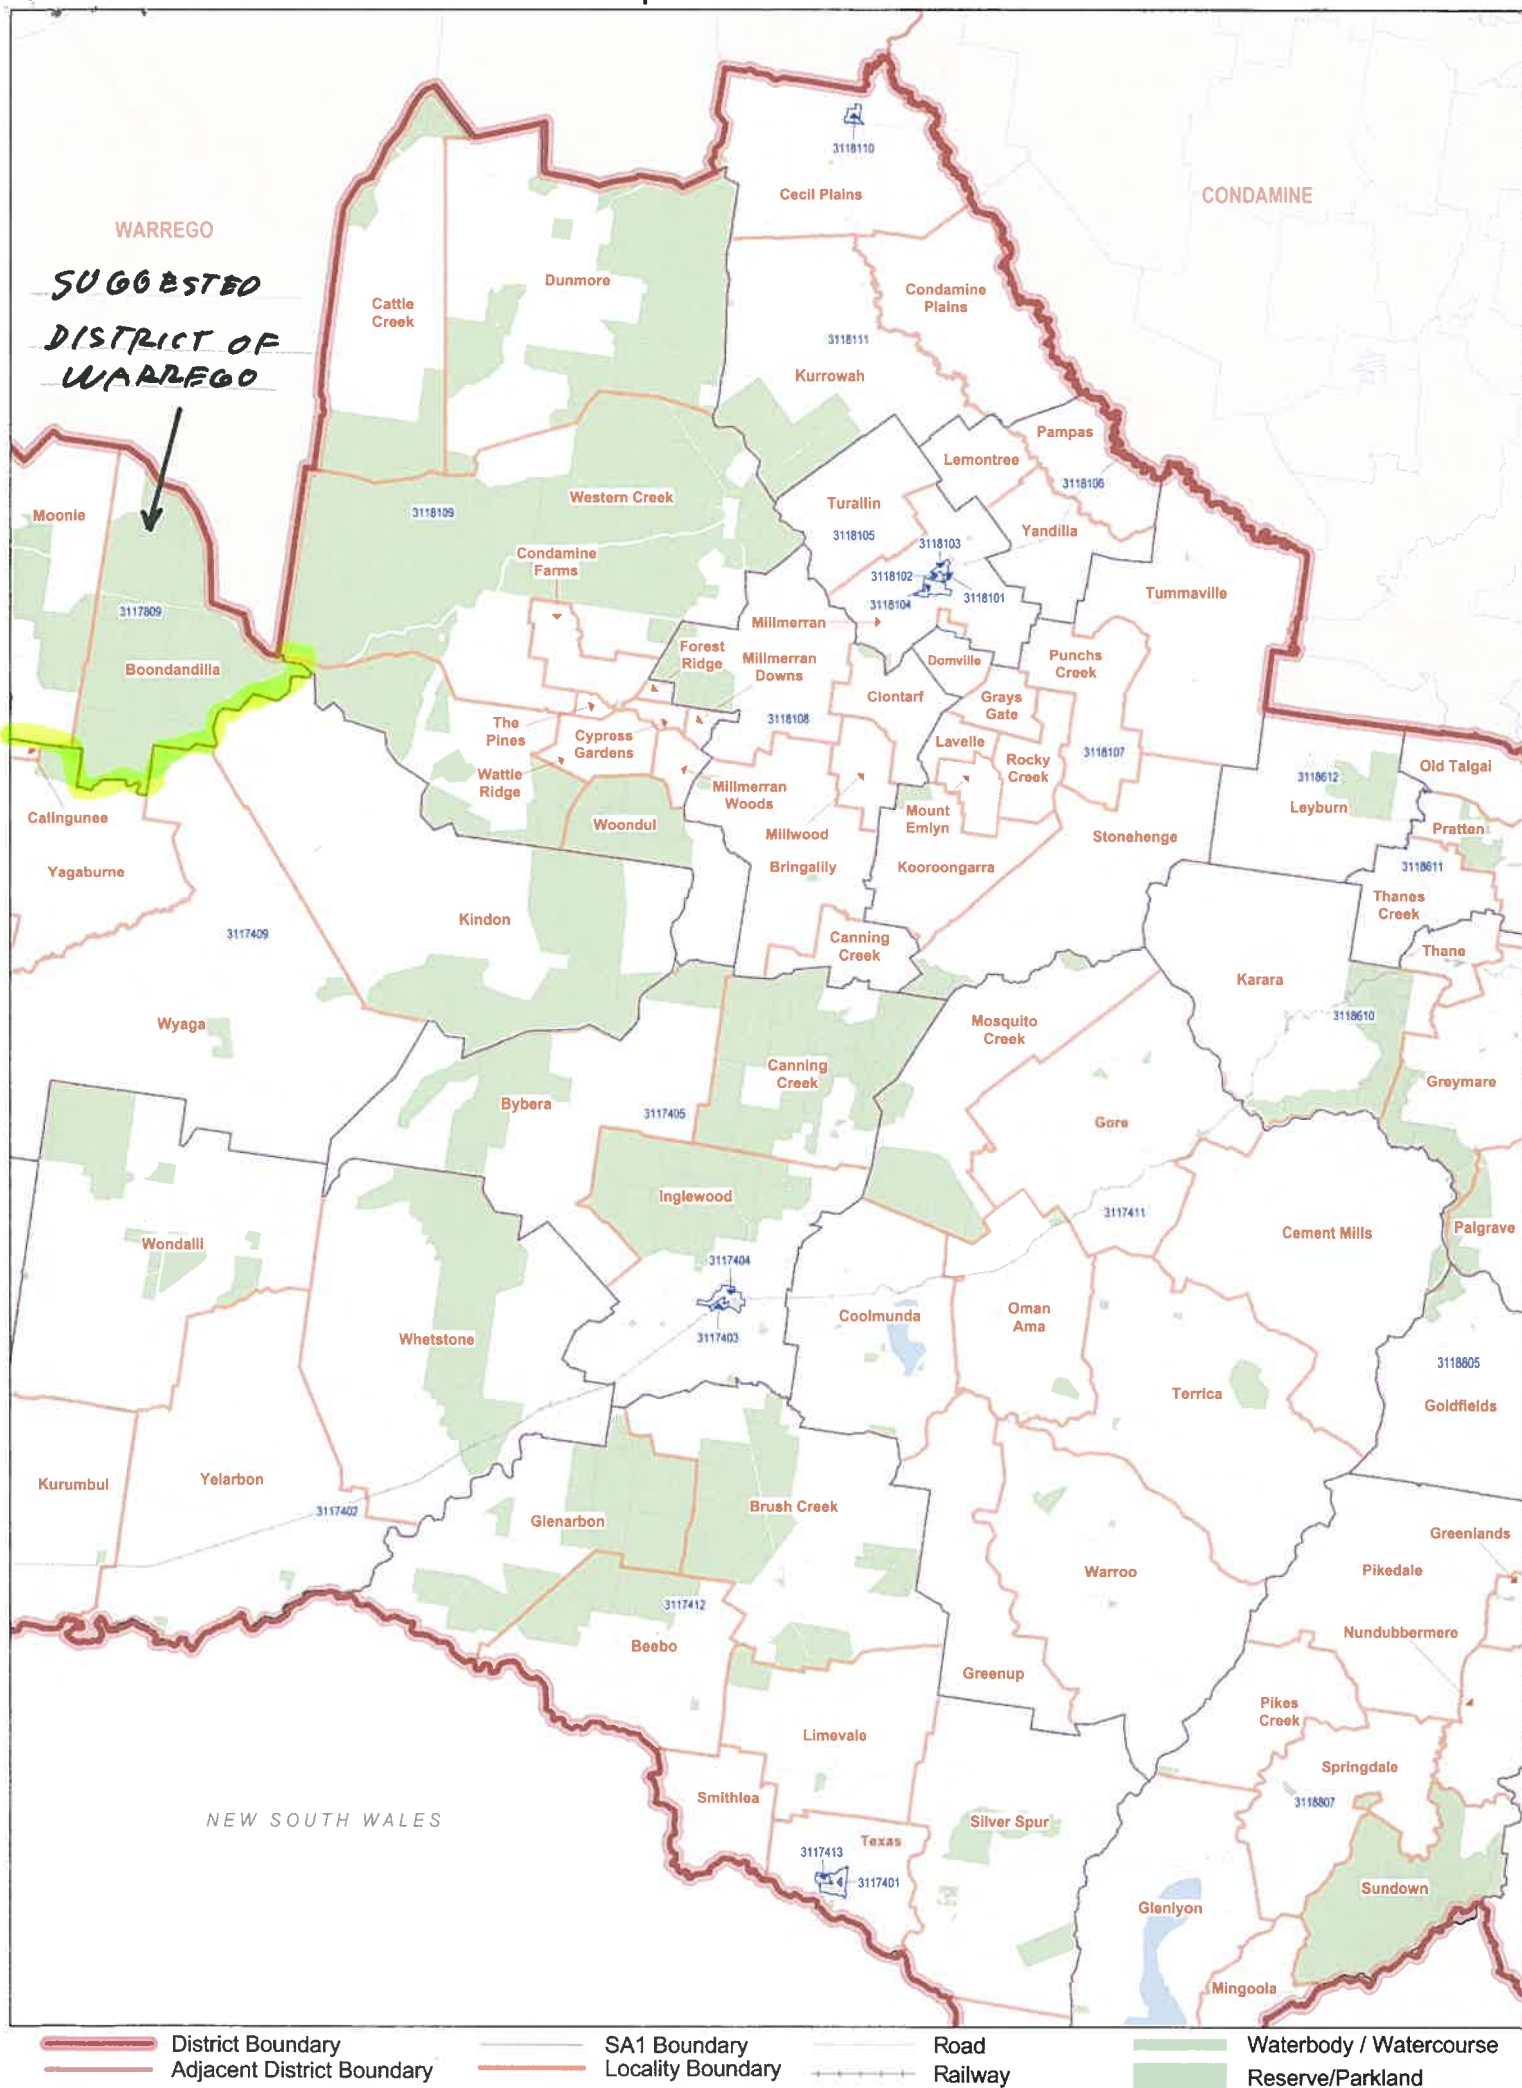 3118110
Cecil Plains
CONDAMINE
WARREGO
SUGGESTED
DISTRICT OF
WARREGO
Cattle
Creek
Dunmore
Condamine
Plains
3118111
Kurrowah
Pampas
Lemontree
3118106
Moonie
3118109
Western Creek
Turallin
3118105
Yandilla
3118103
Condamine
Farms
3118102
3118101
3118104
Tummaville
3117809
Millmerran
Boondandilla
Forest
Ridge
Millmerran
Downs
Domville
Punchs
Creek
Clontarf
Grays
Gate
The
Pines
3118108
Cypress
Gardens
Lavelle
Rocky
Creek
3118107
Old Talgai
Wattle
Ridge
Millmerran
Woods
3118612
Leyburn
Calingunee
Woondul
Mount
Emlyn
Millwood
Stonehenge
Pratten
Yagaburne
Bringalily
Kooroongarra
3118611
Thanes
Creek
Kindon
3117409
Canning
Creek
Thane
Karara
Wyaga
Mosquito
Creek
3118610
Canning
Creek
Greymare
Bybera
3117405
Gore
Inglewood
3117411
Cement Mills
Palgrave
Wondalli
3117404
Coolmunda
Oman
Ama
Whetstone
3117403
3118805
Terrica
Goldfields
Kurumbul
Yelarbon
3117402
Glenarbon
Brush Creek
Greenlands
Warroo
Pikedale
3117412
Beebo
Nundubbermere
Greenup
Pikes
Creek
Limevale
Springdale
Smithlea
3118807
NEW SOUTH WALES
Silver Spur
Texas
3117413
3117401
Sundown
Glenlyon
Mingoola
District Boundary
Adjacent District Boundary
SA1 Boundary
Locality Boundary
Road
Railway
Waterbody / Watercourse
Reserve/Parkland